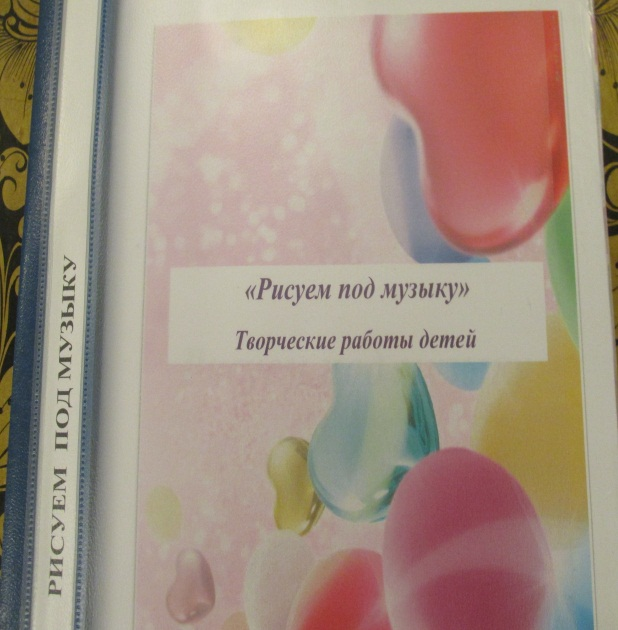 РИСУЕМ ПОД МУЗЫКУ
«Рисуем под музыку»
Творческие работы детей